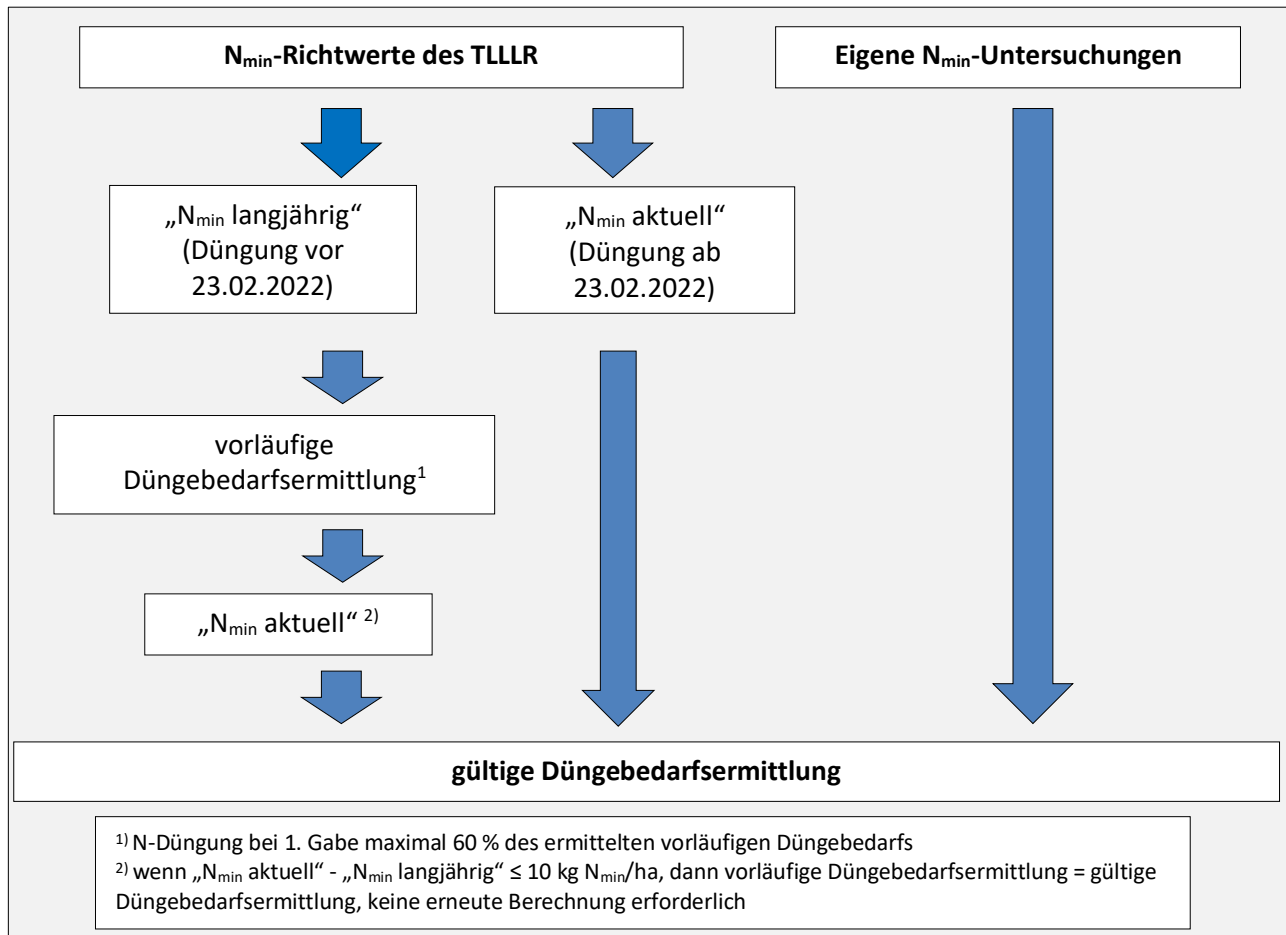 Nmin-Richtwerte des TLLLR
Eigene Nmin-Untersuchungen
„Nmin langjährig“
(Düngung vor
23.02.2022)
„Nmin aktuell“
(Düngung ab
23.02.2022)
vorläufige
Düngebedarfsermittlung1
„Nmin aktuell“ 2)
gültige Düngebedarfsermittlung
1) N-Düngung bei 1. Gabe maximal 60 % des ermittelten vorläufigen Düngebedarfs
2) wenn „Nmin aktuell“ - „Nmin langjährig“ ≤ 10 kg Nmin/ha, dann vorläufige Düngebedarfsermittlung = gültige
Düngebedarfsermittlung, keine erneute Berechnung erforderlich